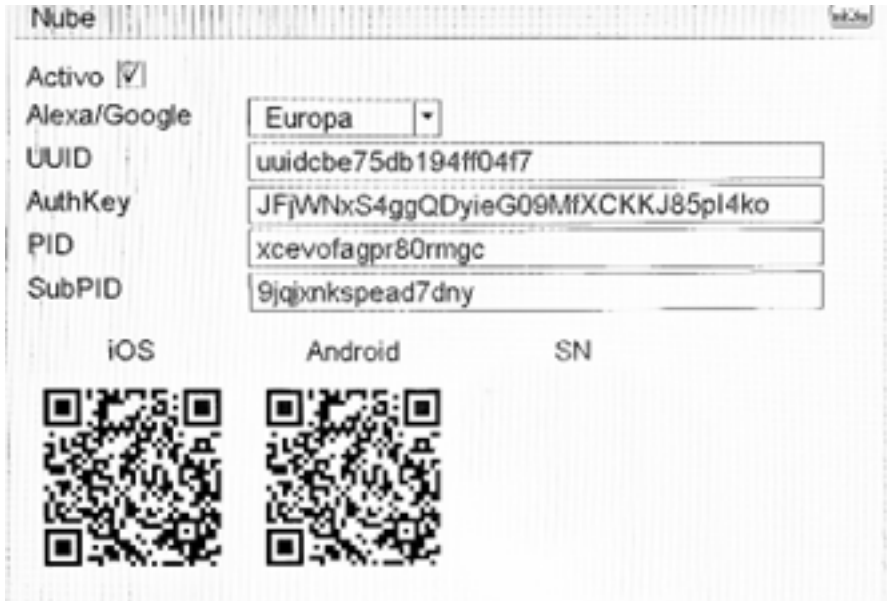 Nube
Activo
Alexa/Google Europa
UUID uuidcbe75db194ff04f7
AuthKey JFjWNxS4ggQDyieG09MfXCKKJ85pI4ko
PID xcevofagpr80rmgc
SubPID 9jqjxnkspead7dny
iOS Android SN